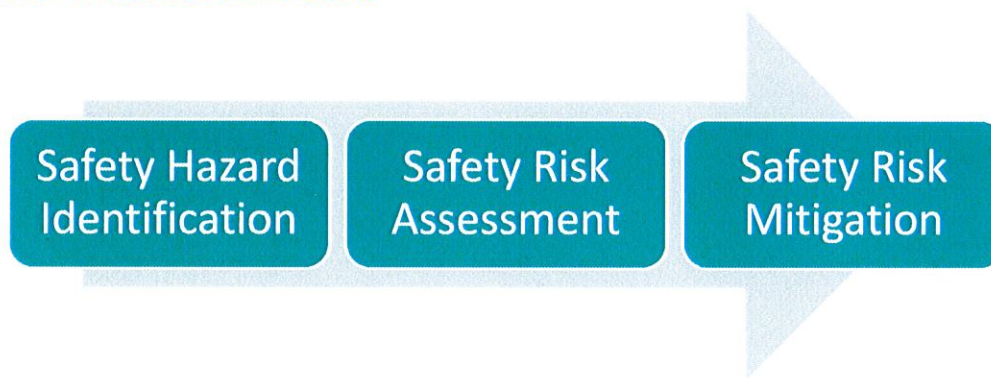 Safety Hazard
Identification
Safety Risk
Assessment
Safety Risk
Mitigation